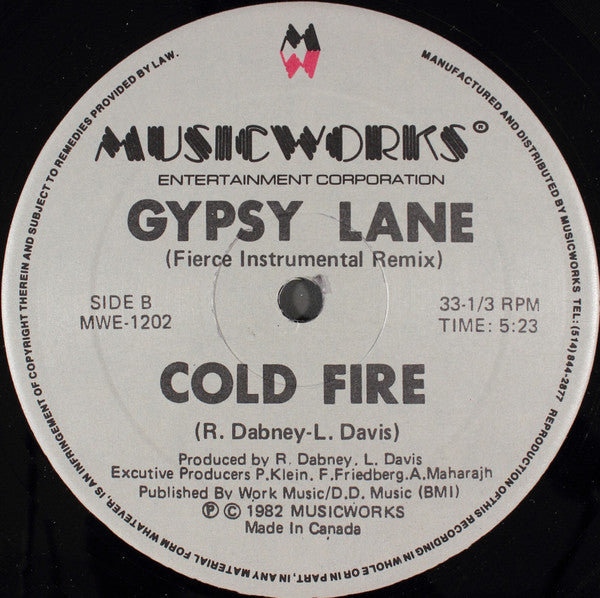 MW
MUSICWORKS®
ENTERTAINMENT CORPORATION
GYPSY LANE
(Fierce Instrumental Remix)
SIDE B
MWE-1202
33-1/3 RPM
TIME: 5:23
COLD FIRE
(R. Dabney-L. Davis)
Produced by R. Dabney, L. Davis
Excutive Producers P.Klein, F.Friedberg.A.Maharajh
Published By Work Music/D.D. Music (BMI)
℗ © 1982 MUSICWORKS
Made In Canada
MANUFACTURED AND DISTRIBUTED BY MUSICWORKS TEL: (514) 844-2877 REPRODUCTION OF THIS RECORDING IN WHOLE OR IN PART, IN ANY MATERIAL FORM WHATEVER, IS AN INFRINGEMENT OF COPYRIGHT THEREIN AND SUBJECT TO REMEDIES PROVIDED BY LAW.